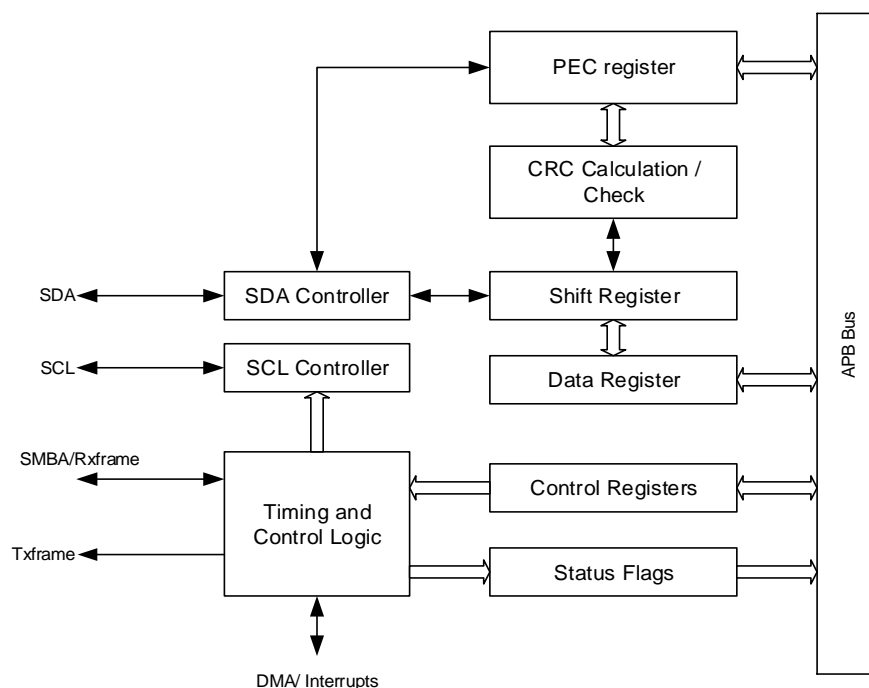 PEC register
CRC Calculation /
Check
SDA
SDA Controller
Shift Register
SCL
SCL Controller
Data Register
APB Bus
SMBA/Rxframe
Timing and
Control Logic
Control Registers
Txframe
Status Flags
DMA/ Interrupts